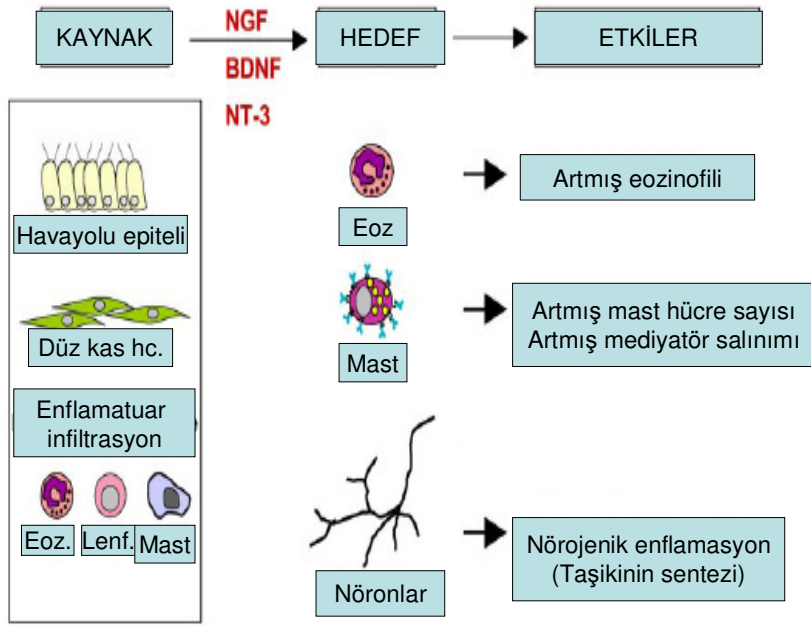 KAYNAK
NGF
BDNF
NT-3
HEDEF
ETKİLER
Havayolu epiteli
Düz kas hc.
Enflamatuar
infiltrasyon
Eoz.
Lenf.
Mast
Eoz
Artmış eozinofili
Mast
Artmış mast hücre sayısı
Artmış mediyatör salınımı
Nöronlar
Nörojenik enflamasyon
(Taşikinin sentezi)